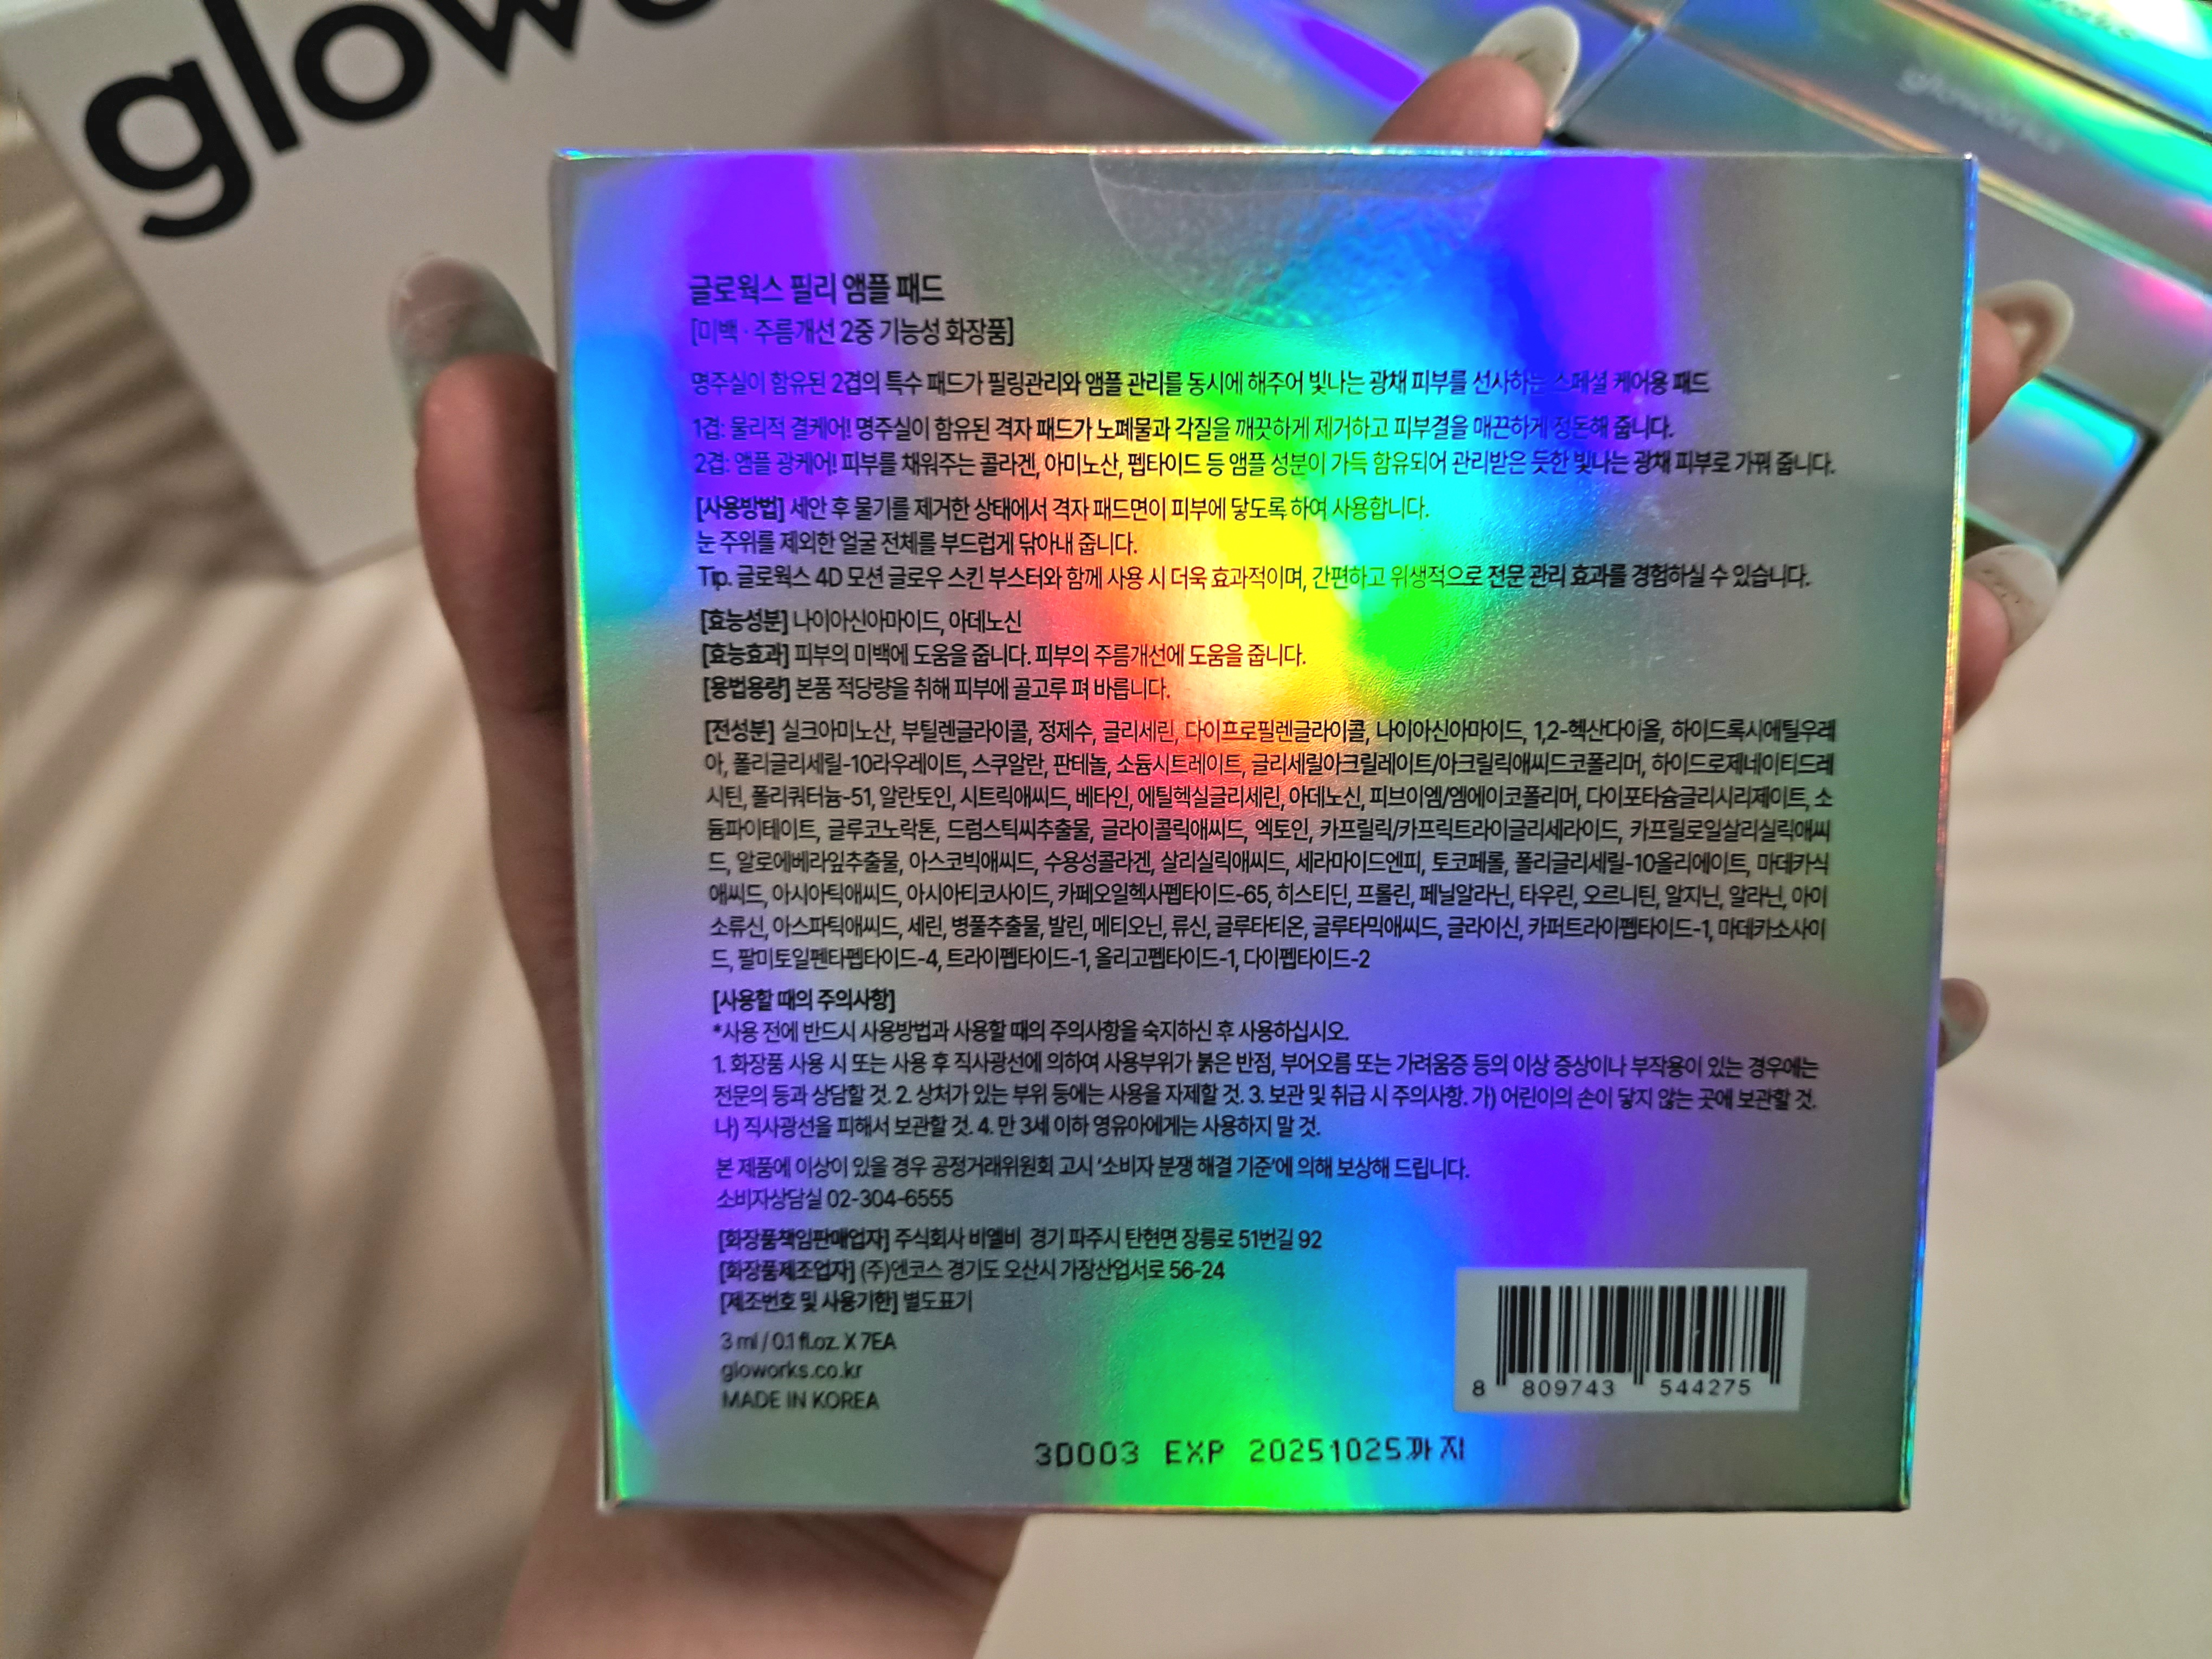 glow
gloworks
글로웍스 필리 앰플 패드
[미백 · 주름개선 2중 기능성 화장품]
명주실이 함유된 2겹의 특수 패드가 필링관리와 앰플 관리를 동시에 해주어 빛나는 광채 피부를 선사하는 스페셜 케어용 패드
1겹: 물리적 결케어! 명주실이 함유된 격자 패드가 노폐물과 각질을 깨끗하게 제거하고 피부결을 매끈하게 정돈해 줍니다.
2겹: 앰플 광케어! 피부를 채워주는 콜라겐, 아미노산, 펩타이드 등 앰플 성분이 가득 함유되어 관리받은 듯한 빛나는 광채 피부로 가꿔 줍니다.
[사용방법] 세안 후 물기를 제거한 상태에서 격자 패드면이 피부에 닿도록 하여 사용합니다.
눈 주위를 제외한 얼굴 전체를 부드럽게 닦아내 줍니다.
Tip. 글로웍스 4D 모션 글로우 스킨 부스터와 함께 사용 시 더욱 효과적이며, 간편하고 위생적으로 전문 관리 효과를 경험하실 수 있습니다.
[효능성분] 나이아신아마이드, 아데노신
[효능효과] 피부의 미백에 도움을 줍니다. 피부의 주름개선에 도움을 줍니다.
[용법용량] 본품 적당량을 취해 피부에 골고루 펴 바릅니다.
[전성분] 실크아미노산, 부틸렌글라이콜, 정제수, 글리세린, 다이프로필렌글라이콜, 나이아신아마이드, 1,2-헥산다이올, 하이드록시에틸우레
아, 폴리글리세릴-10라우레이트, 스쿠알란, 판테놀, 소듐시트레이트, 글리세릴아크릴레이트/아크릴릭애씨드코폴리머, 하이드로제네이티드레
시틴, 폴리쿼터늄-51, 알란토인, 시트릭애씨드, 베타인, 에틸헥실글리세린, 아데노신, 피브이엠/엠에이코폴리머, 다이포타슘글리시리제이트, 소
듐파이테이트, 글루코노락톤, 드럼스틱씨추출물, 글라이콜릭애씨드, 엑토인, 카프릴릭/카프릭트라이글리세라이드, 카프릴로일살리실릭애씨
드, 알로에베라잎추출물, 아스코빅애씨드, 수용성콜라겐, 살리실릭애씨드, 세라마이드엔피, 토코페롤, 폴리글리세릴-10올리에이트, 마데카식
애씨드, 아시아틱애씨드, 아시아티코사이드, 카페오일헥사펩타이드-65, 히스티딘, 프롤린, 페닐알라닌, 타우린, 오르니틴, 알지닌, 알라닌, 아이
소류신, 아스파틱애씨드, 세린, 병풀추출물, 발린, 메티오닌, 류신, 글루타티온, 글루타믹애씨드, 글라이신, 카퍼트라이펩타이드-1, 마데카소사이
드, 팔미토일펜타펩타이드-4, 트라이펩타이드-1, 올리고펩타이드-1, 다이펩타이드-2
[사용할 때의 주의사항]
*사용 전에 반드시 사용방법과 사용할 때의 주의사항을 숙지하신 후 사용하십시오.
1. 화장품 사용 시 또는 사용 후 직사광선에 의하여 사용부위가 붉은 반점, 부어오름 또는 가려움증 등의 이상 증상이나 부작용이 있는 경우에는
전문의 등과 상담할 것. 2. 상처가 있는 부위 등에는 사용을 자제할 것. 3. 보관 및 취급 시 주의사항. 가) 어린이의 손이 닿지 않는 곳에 보관할 것.
나) 직사광선을 피해서 보관할 것. 4. 만 3세 이하 영유아에게는 사용하지 말 것.
본 제품에 이상이 있을 경우 공정거래위원회 고시 ‘소비자 분쟁 해결 기준’에 의해 보상해 드립니다.
소비자상담실 02-304-6555
[화장품책임판매업자] 주식회사 비엘비 경기 파주시 탄현면 장릉로 51번길 92
[화장품제조업자] (주)엔코스 경기도 오산시 가장산업서로 56-24
[제조번호 및 사용기한] 별도표기
3 ml / 0.1 fl.oz. X 7EA
gloworks.co.kr
MADE IN KOREA
8 809743 544275
3D003 EXP 20251025까지